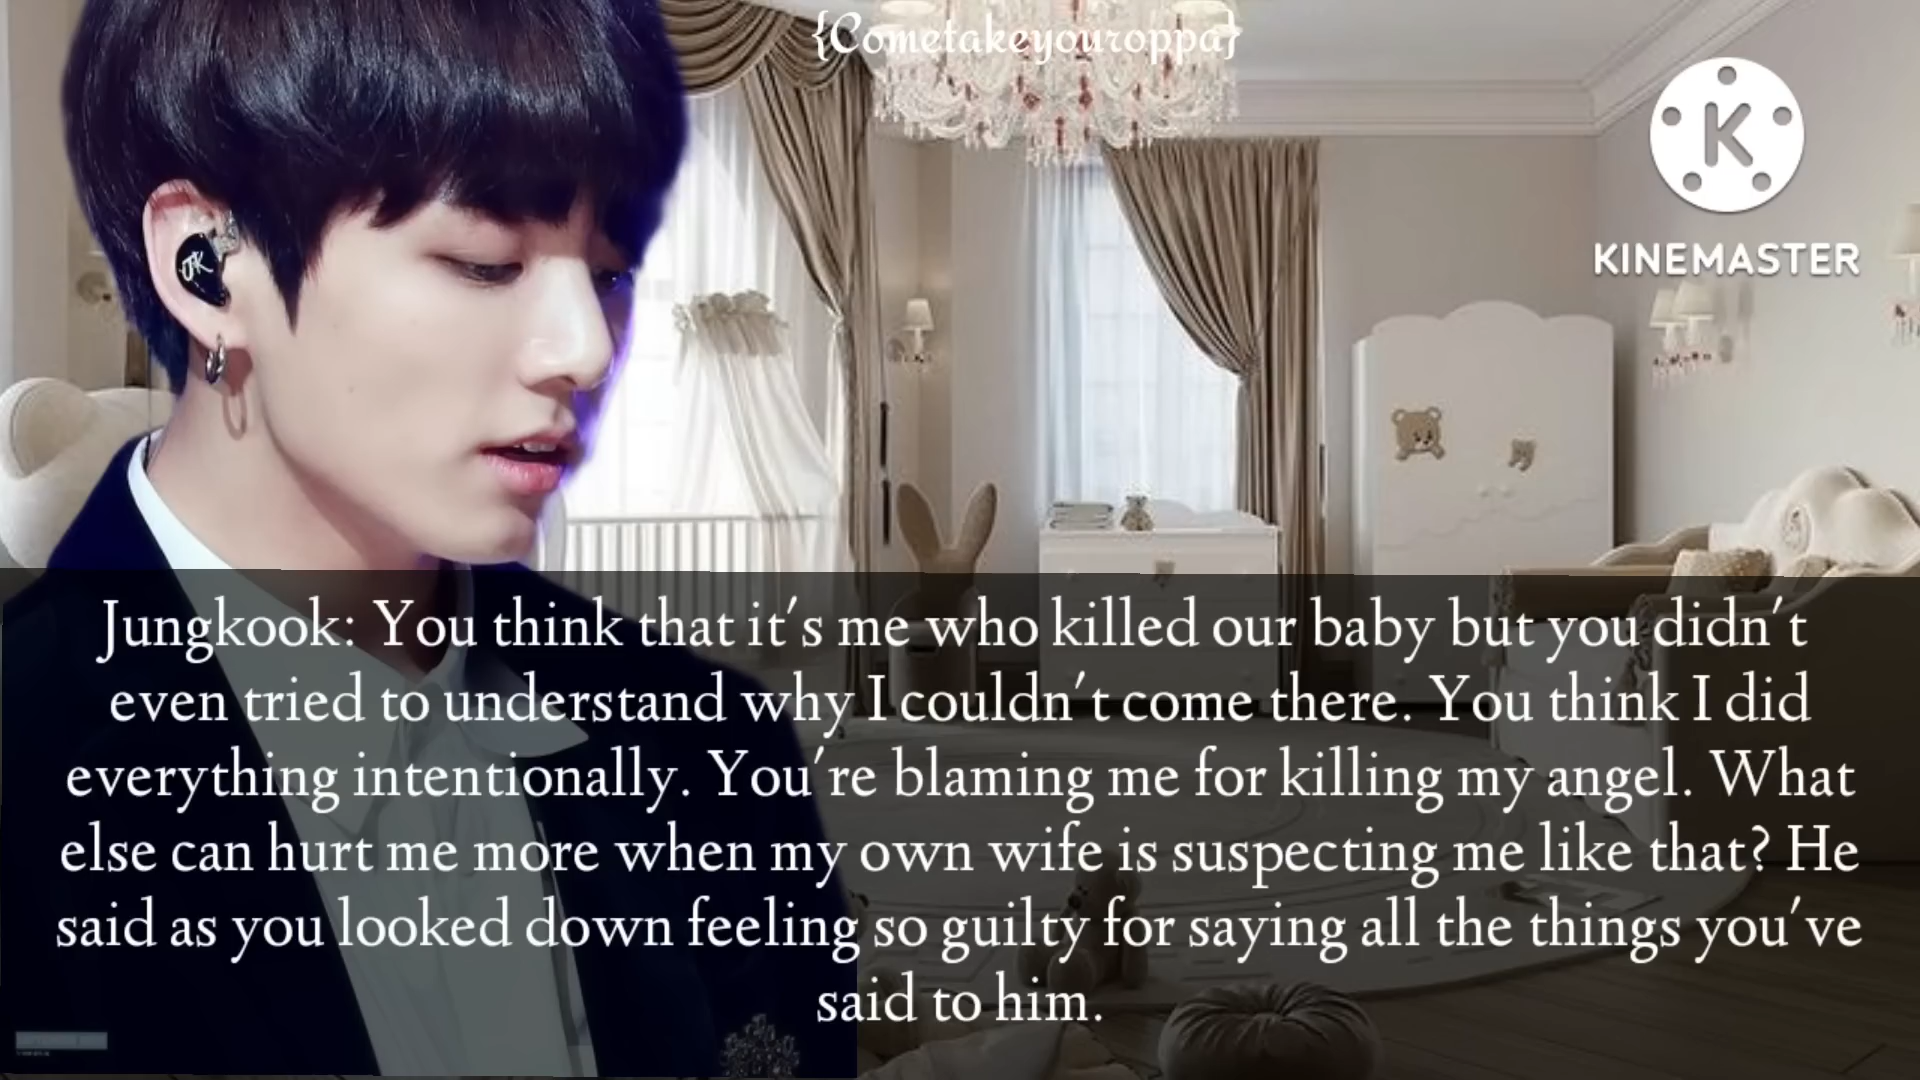 {Cometakeyouroppa}
K
KINEMASTER
JK
Jungkook: You think that it's me who killed our baby but you didn't
even tried to understand why I couldn't come there. You think I did
everything intentionally. You're blaming me for killing my angel. What
else can hurt me more when my own wife is suspecting me like that? He
said as you looked down feeling so guilty for saying all the things you've
said to him.